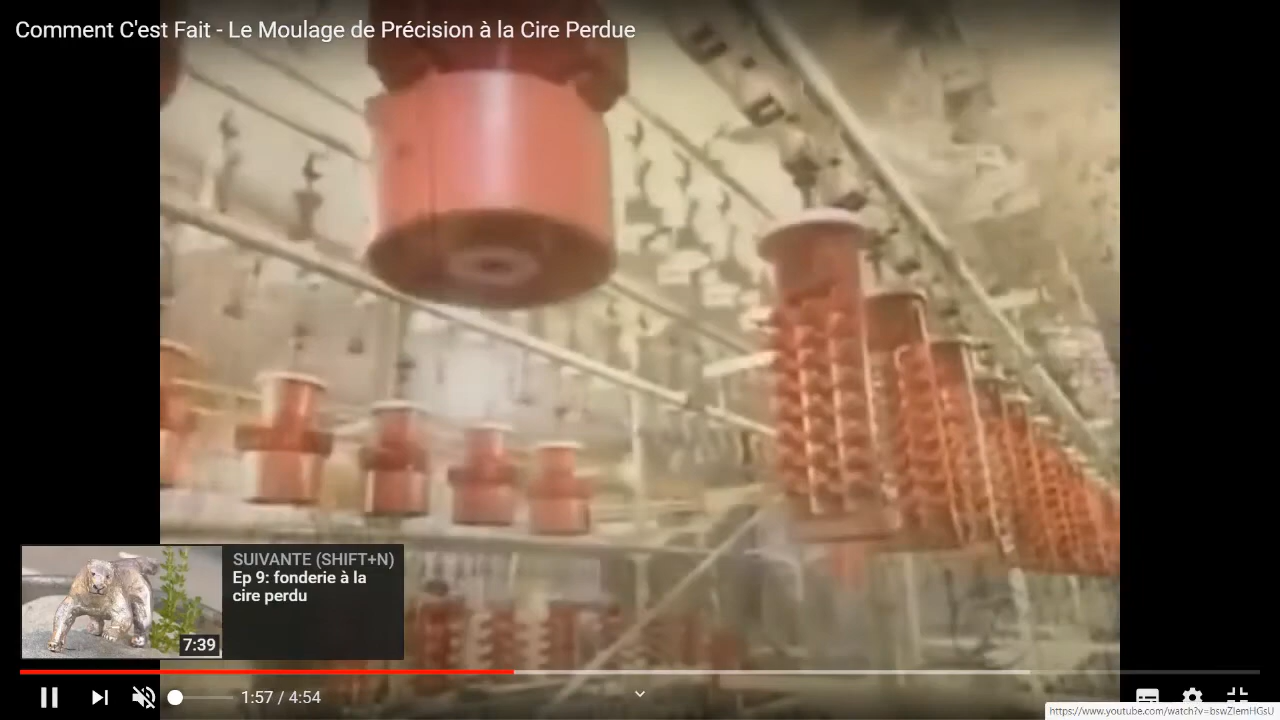 Comment C'est Fait - Le Moulage de Précision à la Cire Perdue
SUIVANTE (SHIFT+N)
Ep 9: fonderie à la
cire perdu
7:39
1:57 / 4:54
https://www.youtube.com/watch?v=bswZIemHGsU